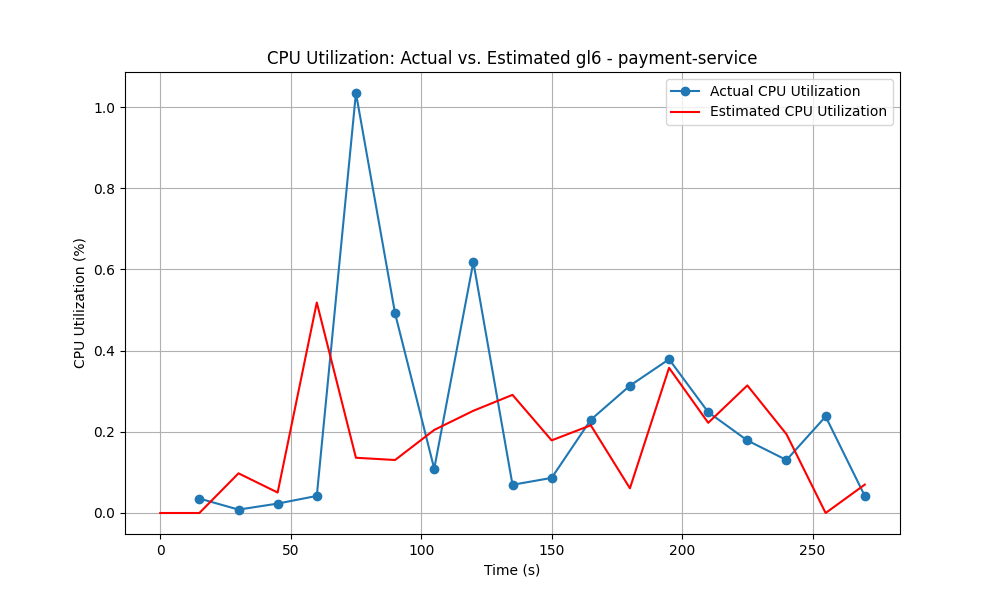 CPU Utilization: Actual vs. Estimated gl6 - payment-service
Actual CPU Utilization
Estimated CPU Utilization
CPU Utilization (%)
1.0
0.8
0.6
0.4
0.2
0.0
0 50 100 150 200 250
Time (s)